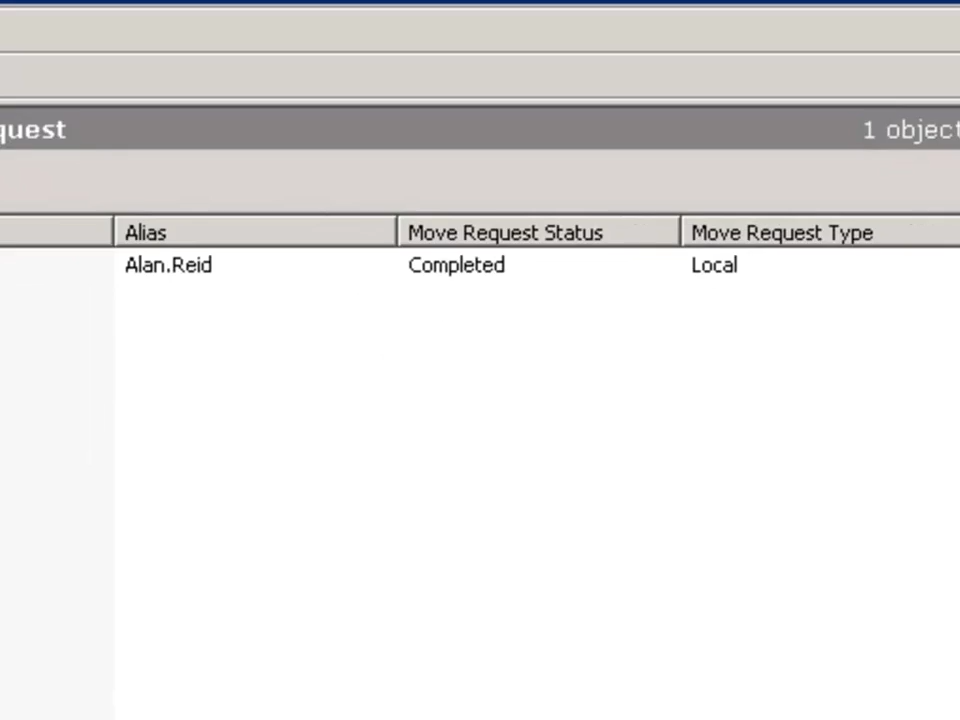 quest 1 object
Alias Move Request Status Move Request Type
Alan.Reid Completed Local